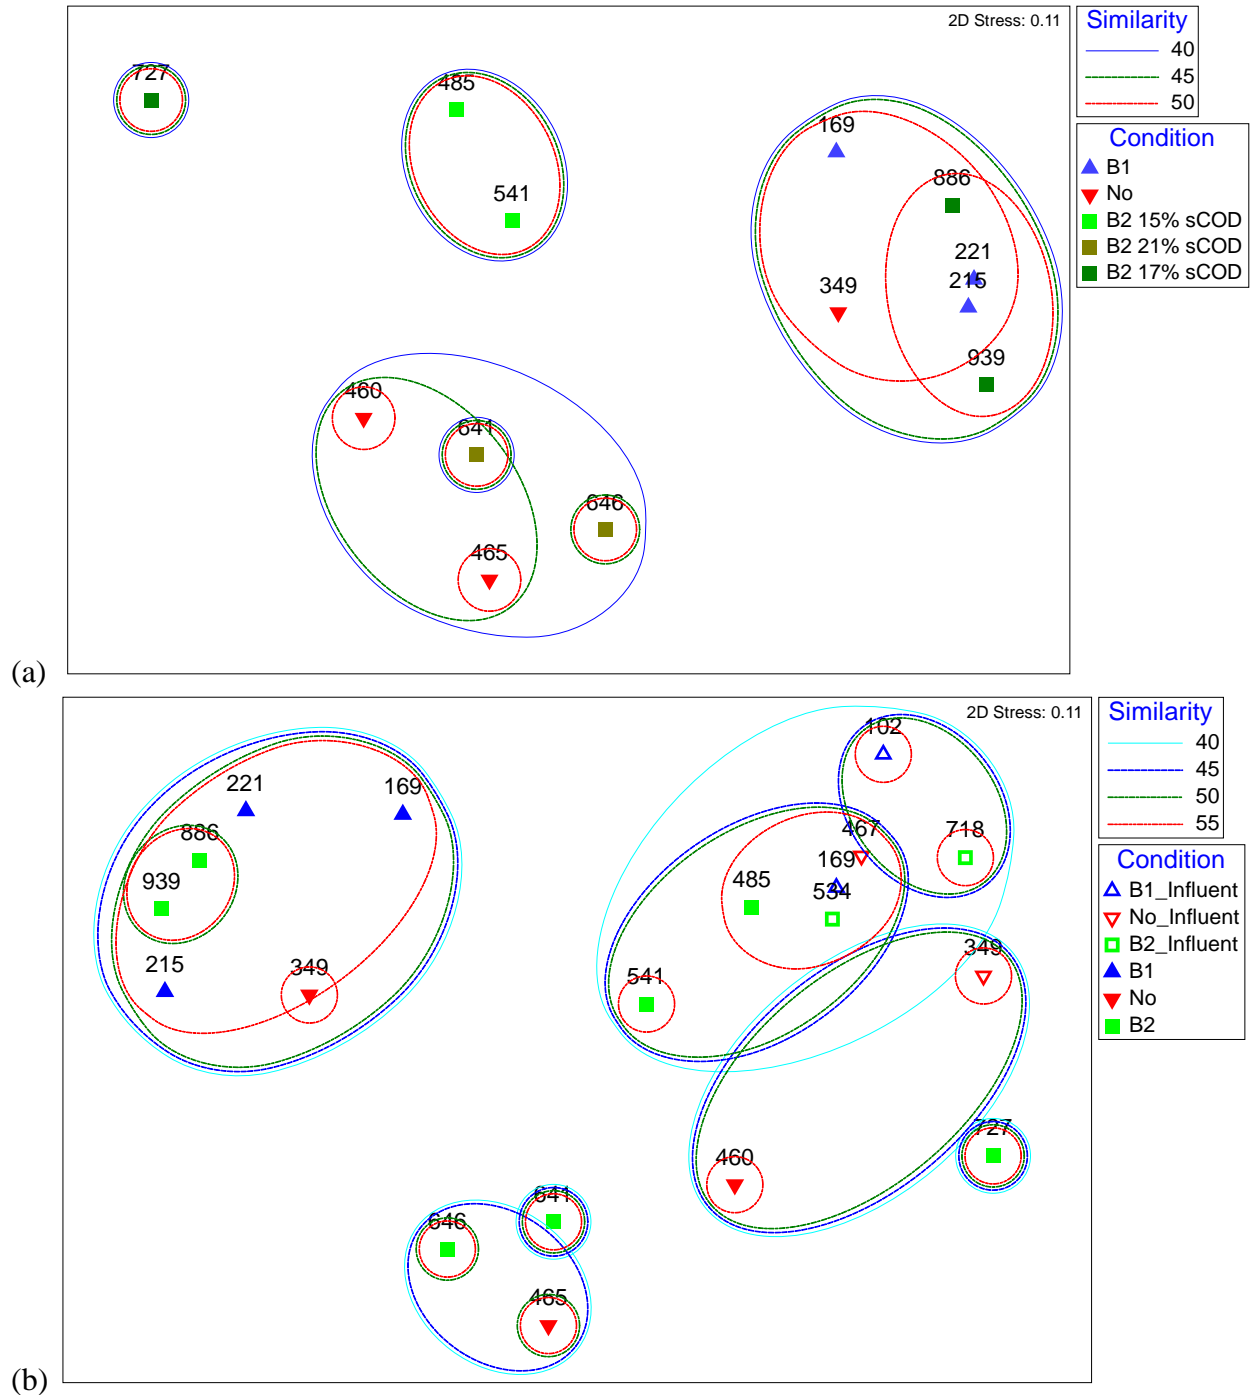 2D Stress: 0.11
Similarity
40
45
50
Condition
B1
No
B2 15% sCOD
B2 21% sCOD
B2 17% sCOD
727
485
541
169
886
221
215
349
939
460
641
646
465
(a)
2D Stress: 0.11
Similarity
40
45
50
55
Condition
B1_Influent
No_Influent
B2_Influent
B1
No
B2
102
221
169
886
467
718
169
485
534
939
349
215
349
541
727
460
641
646
465
(b)